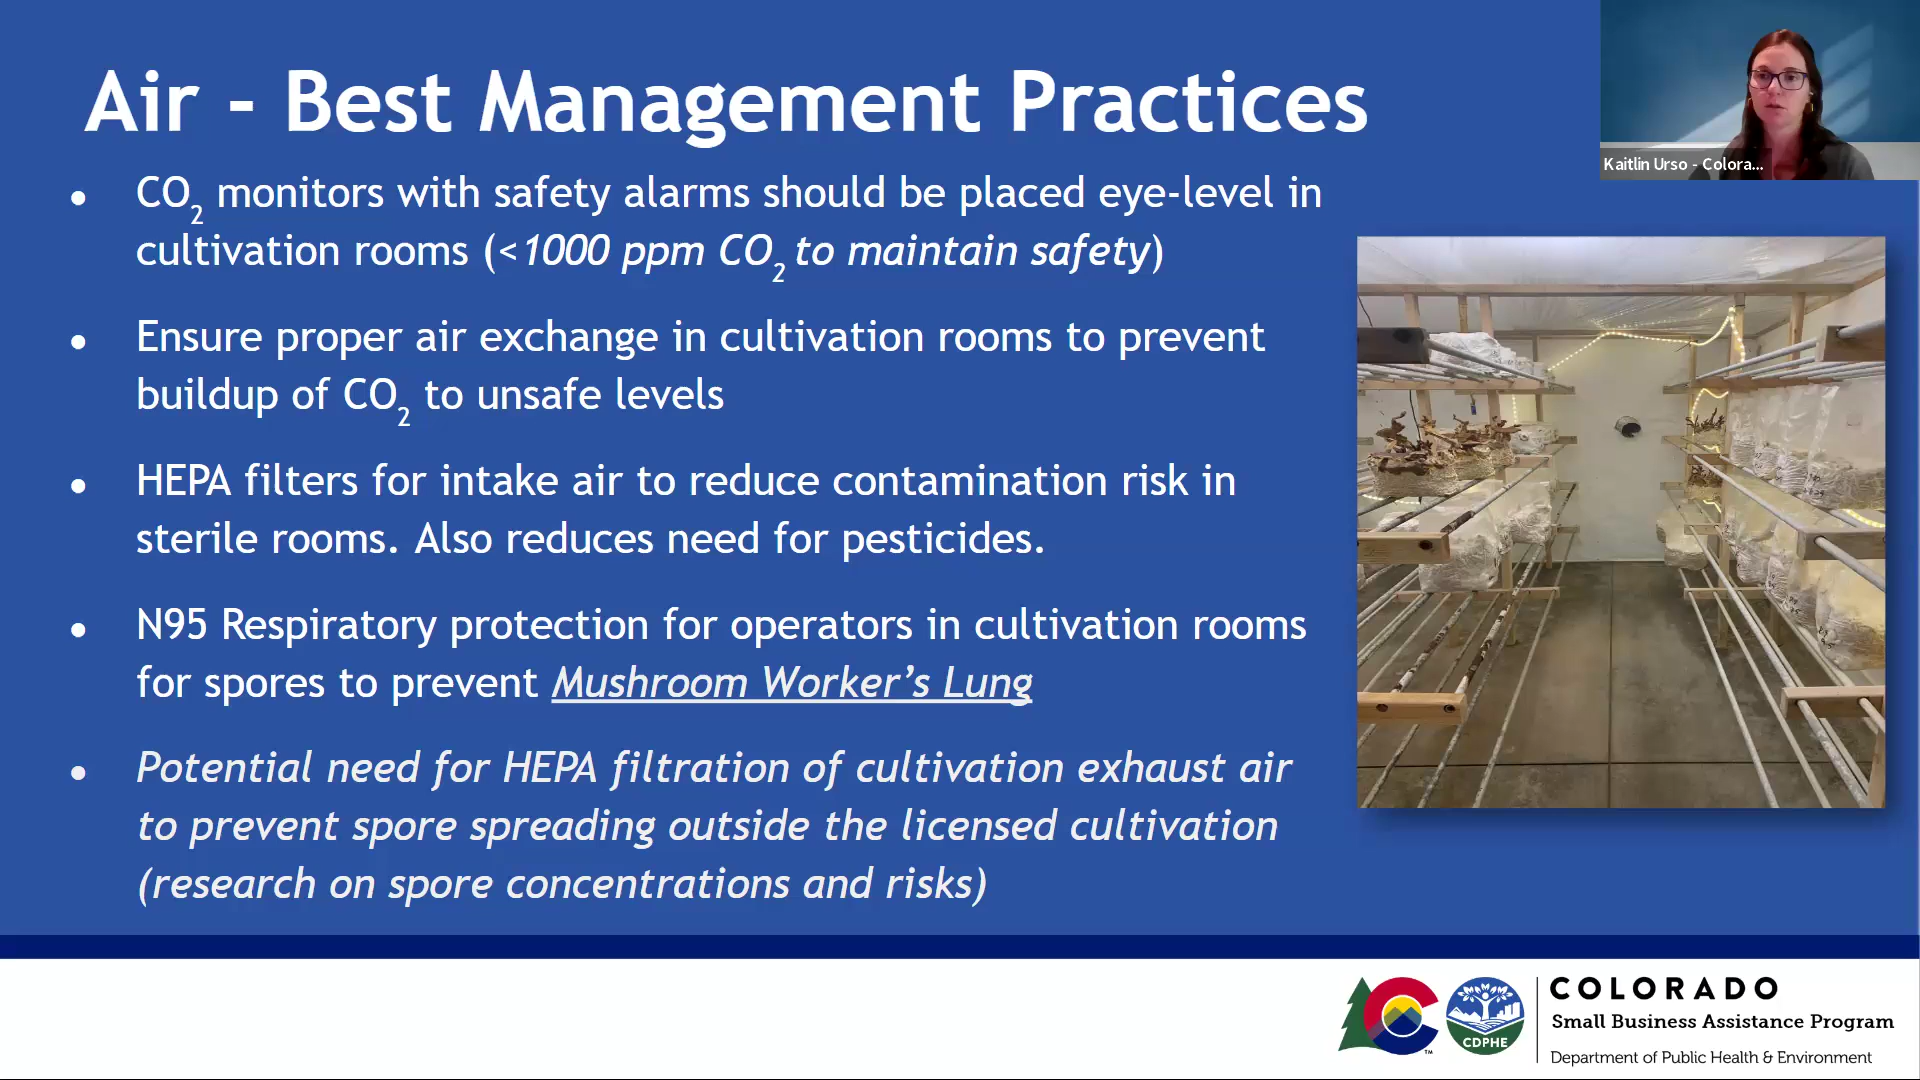 Air - Best Management Practices
Kaitlin Urso - Colora...
• CO2 monitors with safety alarms should be placed eye-level in
cultivation rooms (<1000 ppm CO2 to maintain safety)
• Ensure proper air exchange in cultivation rooms to prevent
buildup of CO2 to unsafe levels
• HEPA filters for intake air to reduce contamination risk in
sterile rooms. Also reduces need for pesticides.
• N95 Respiratory protection for operators in cultivation rooms
for spores to prevent Mushroom Worker’s Lung
• Potential need for HEPA filtration of cultivation exhaust air
to prevent spore spreading outside the licensed cultivation
(research on spore concentrations and risks)
TM
CDPHE
COLORADO
Small Business Assistance Program
Department of Public Health & Environment